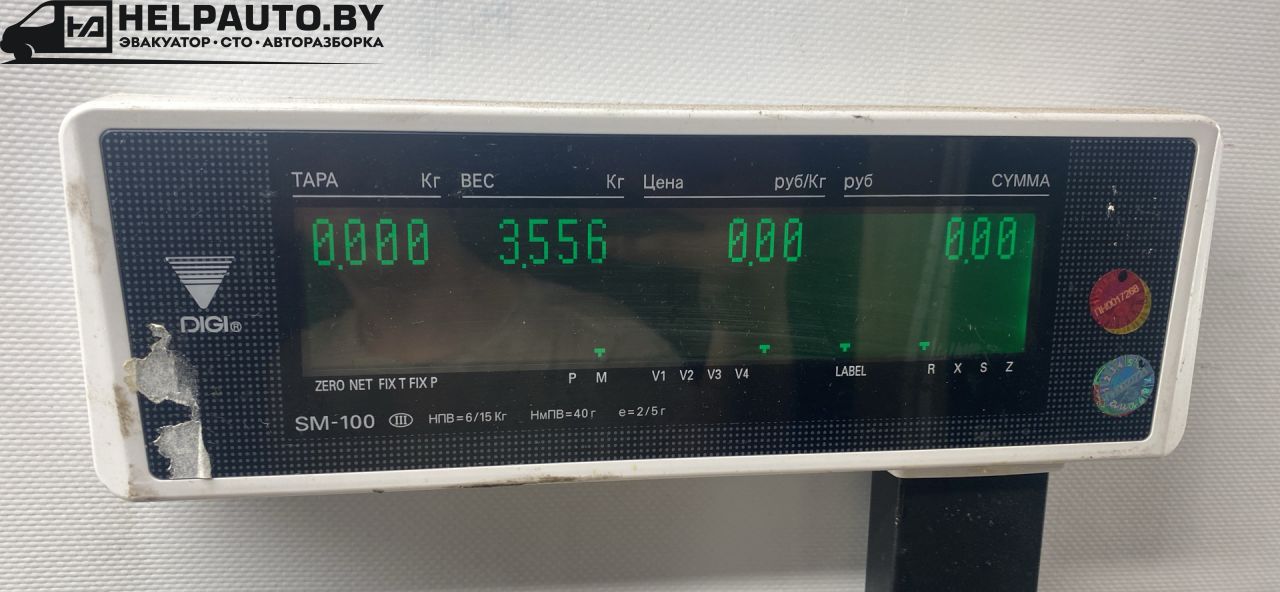 HELPAUTO.BY
ЭВАКУАТОР · СТО · АВТОРАЗБОРКА
ТАРА Кг ВЕС Кг Цена руб/Кг руб СУММА
0.000 3.556 0.00 0.00
DIGI®
ПН0017268
ZERO NET FIX T FIX P P M V1 V2 V3 V4 LABEL R X S Z
SM-100 III НПВ=6/15 Кг НмПВ=40 г e=2/5 г